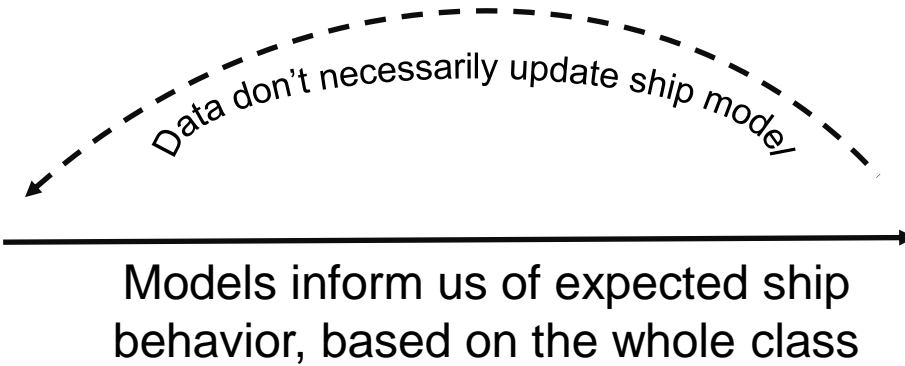 Data don't necessarily update ship model
Models inform us of expected ship
behavior, based on the whole class